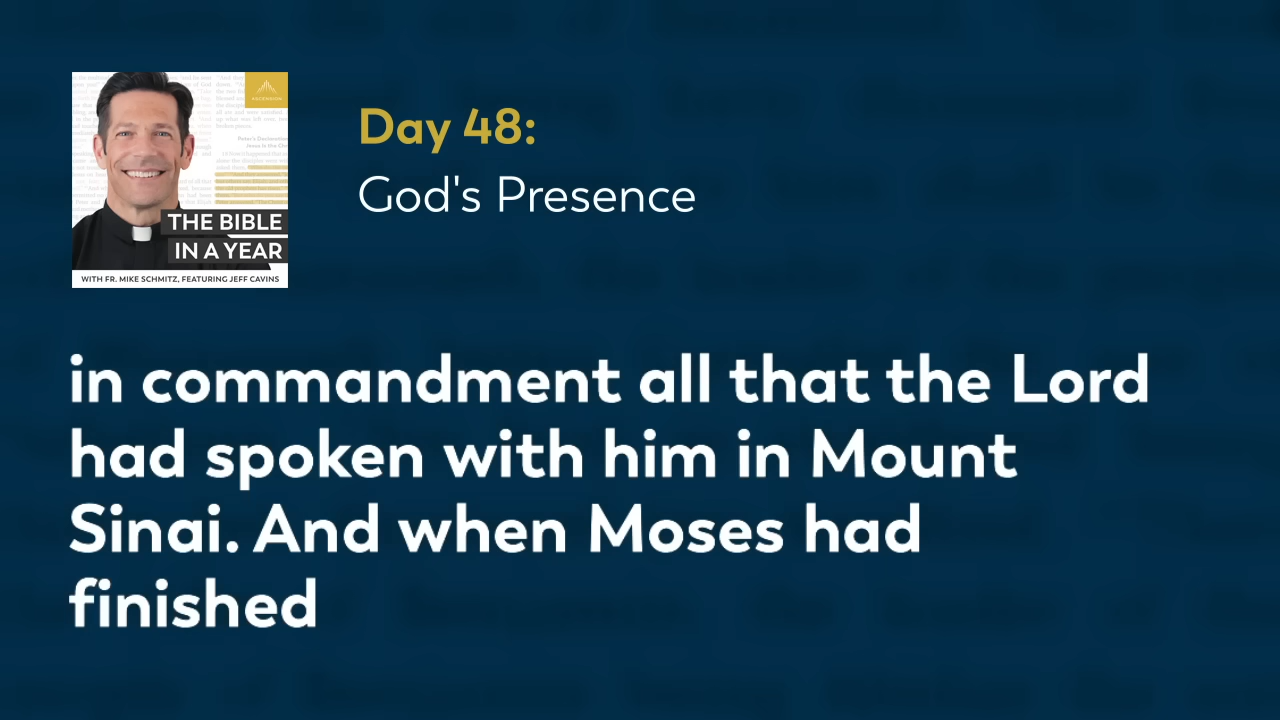 ASCENSION
THE BIBLE
IN A YEAR
WITH FR. MIKE SCHMITZ, FEATURING JEFF CAVINS
Day 48:
God's Presence
in commandment all that the Lord
had spoken with him in Mount
Sinai. And when Moses had
finished